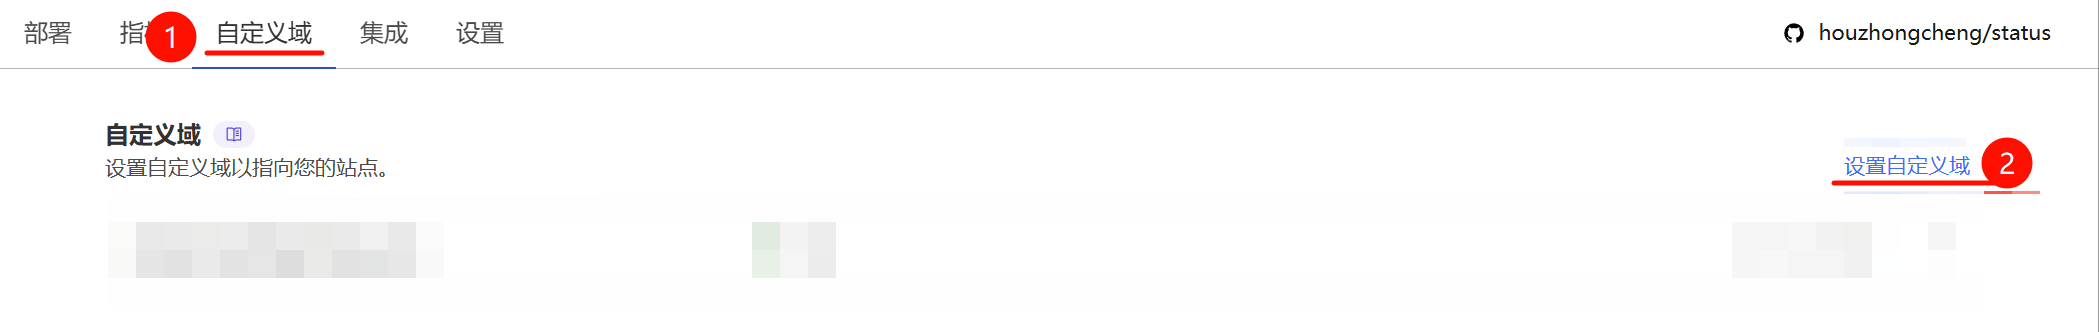 部署 指 1 自定义域 集成 设置 houzhongcheng/status
自定义域
设置自定义域以指向您的站点。
设置自定义域 2